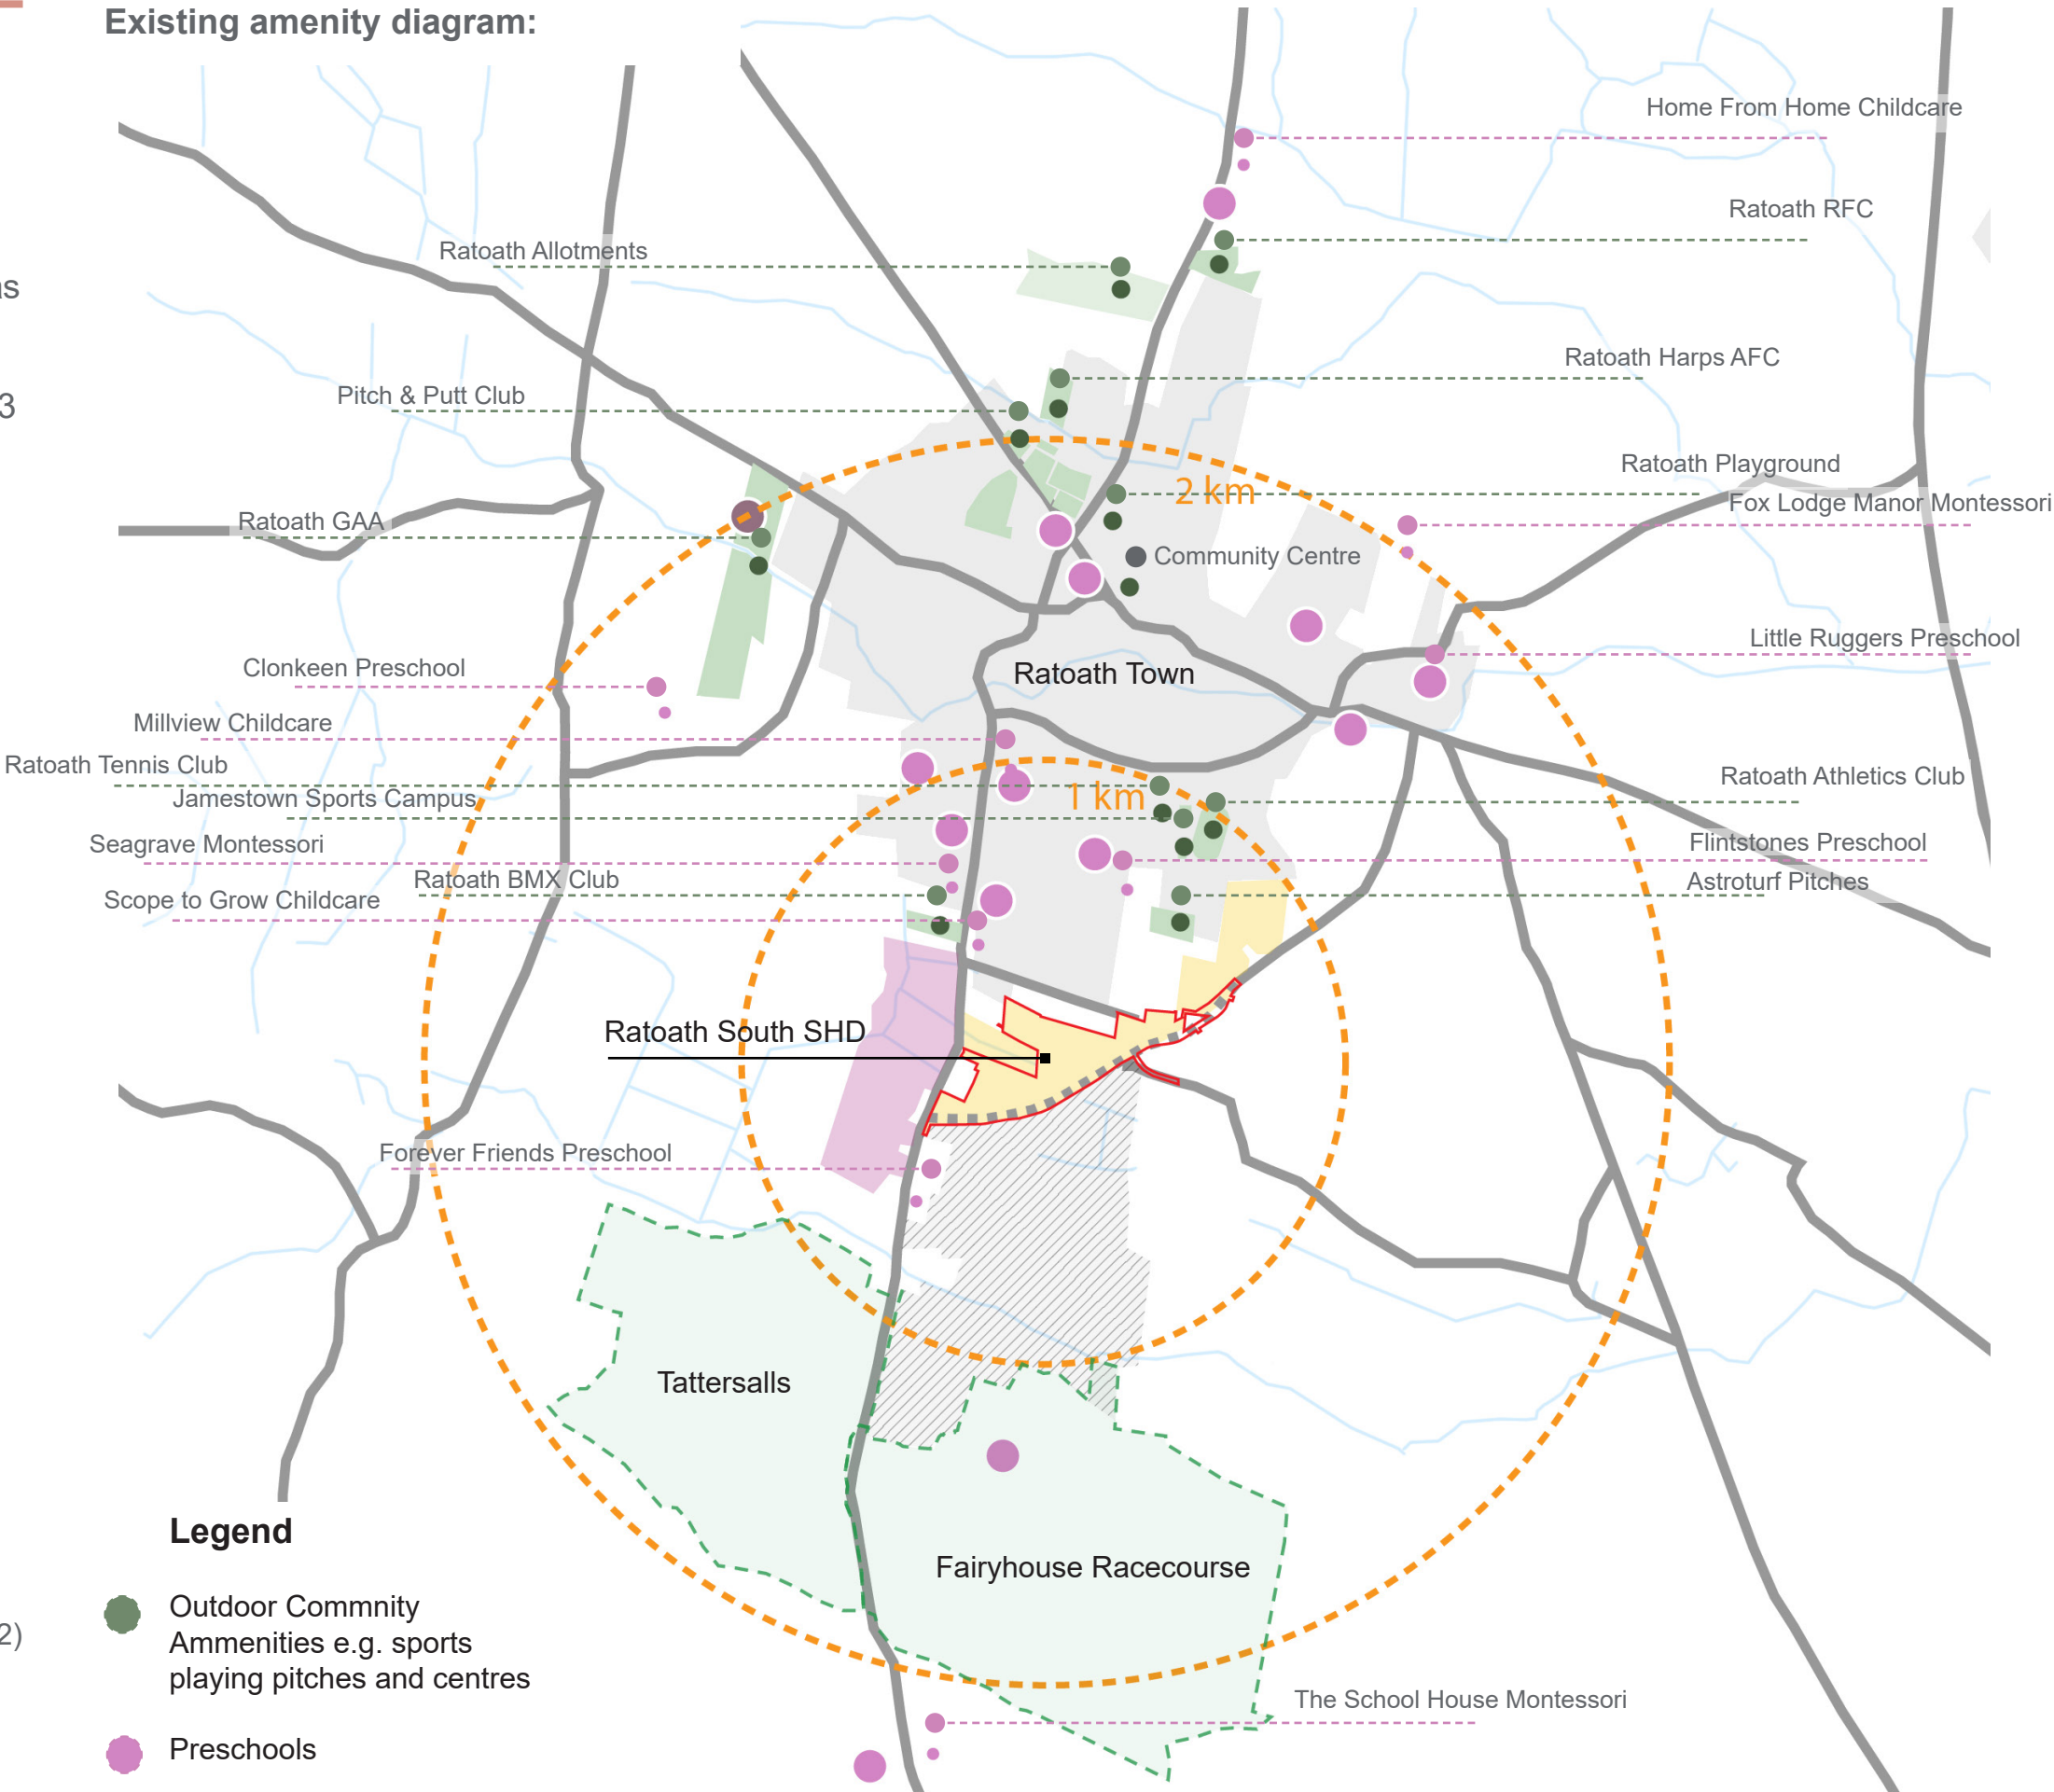 Existing amenity diagram:
Home From Home Childcare
Ratoath RFC
Ratoath Allotments
as
Ratoath Harps AFC
Pitch & Putt Club
3
Ratoath Playground
2 km
Fox Lodge Manor Montessori
Ratoath GAA
Community Centre
Little Ruggers Preschool
Clonkeen Preschool
Ratoath Town
Millview Childcare
Ratoath Tennis Club
Ratoath Athletics Club
Jamestown Sports Campus
1 km
Seagrave Montessori
Flintstones Preschool
Ratoath BMX Club
Astroturf Pitches
Scope to Grow Childcare
Ratoath South SHD
Forever Friends Preschool
Tattersalls
Legend
Fairyhouse Racecourse
Outdoor Commnity
Ammenities e.g. sports
playing pitches and centres
2)
The School House Montessori
Preschools